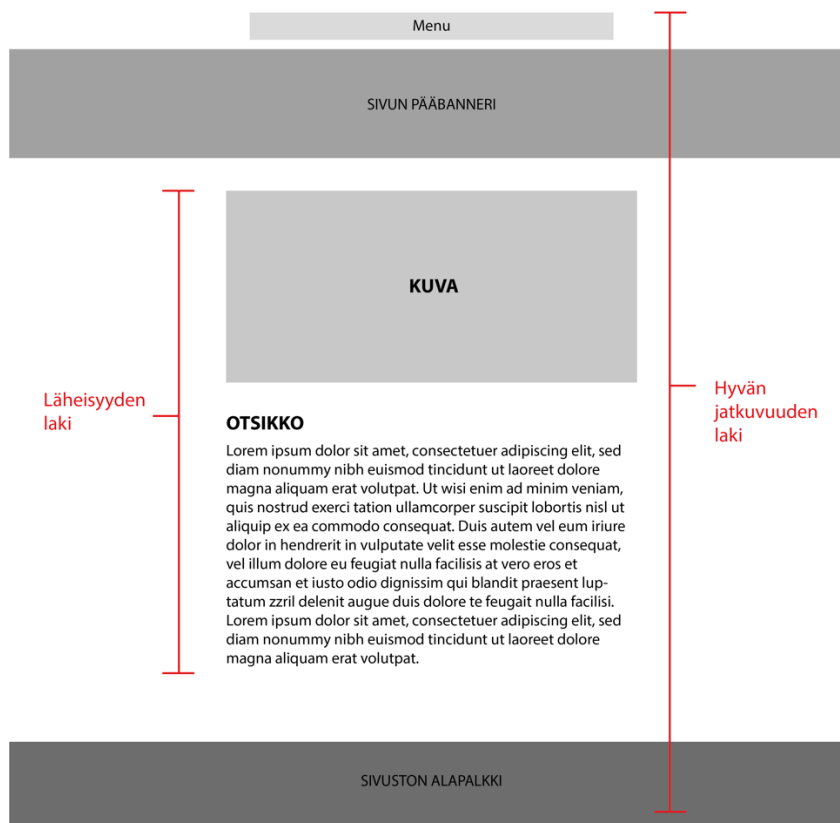 Menu
SIVUN PÄÄBANNERI
KUVA
Läheisyyden
laki
Hyvän
jatkuvuuden
laki
OTSIKKO
Lorem ipsum dolor sit amet, consectetuer adipiscing elit, sed
diam nonummy nibh euismod tincidunt ut laoreet dolore
magna aliquam erat volutpat. Ut wisi enim ad minim veniam,
quis nostrud exerci tation ullamcorper suscipit lobortis nisl ut
aliquip ex ea commodo consequat. Duis autem vel eum iriure
dolor in hendrerit in vulputate velit esse molestie consequat,
vel illum dolore eu feugiat nulla facilisis at vero eros et
accumsan et iusto odio dignissim qui blandit praesent lup-
tatum zzril delenit augue duis dolore te feugait nulla facilisi.
Lorem ipsum dolor sit amet, consectetuer adipiscing elit, sed
diam nonummy nibh euismod tincidunt ut laoreet dolore
magna aliquam erat volutpat.
SIVUSTON ALAPALKKI